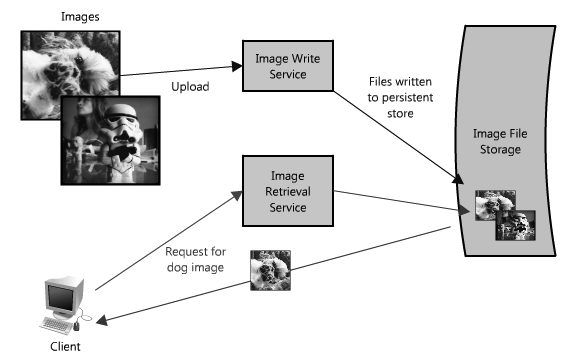 Images
Image Write
Service
Upload
Files written
to persistent
store
Image File
Storage
Image
Retrieval
Service
Request for
dog image
Client